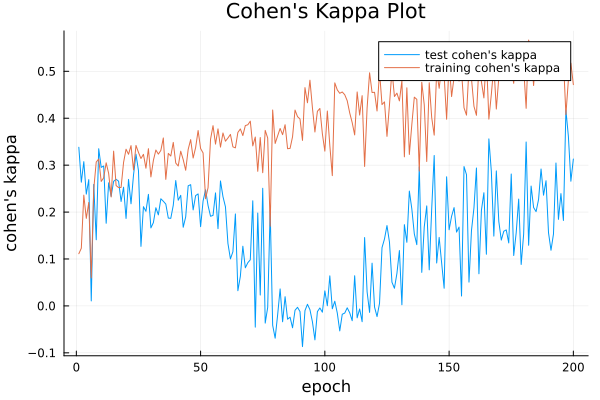 Cohen's Kappa Plot
test cohen's kappa
training cohen's kappa
cohen's kappa
0.5
0.4
0.3
0.2
0.1
0.0
−0.1
0 50 100 150 200
epoch